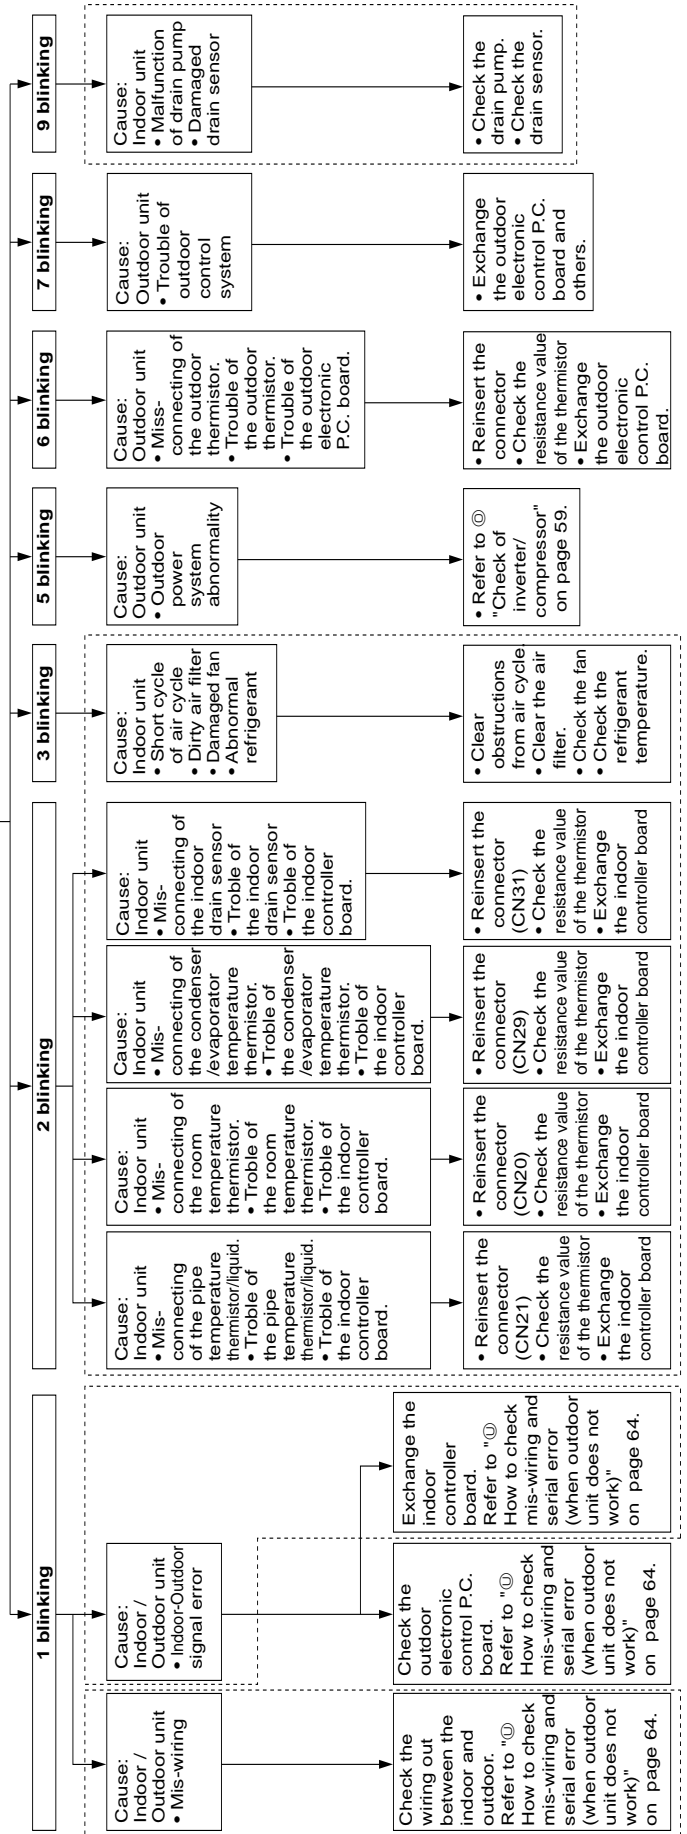 1 blinking
2 blinking
3 blinking
5 blinking
6 blinking
7 blinking
9 blinking
Cause:
Indoor /
Outdoor unit
• Mis-wiring
Cause:
Indoor /
Outdoor unit
• Indoor-Outdoor
signal error
Cause:
Indoor unit
• Mis-
connecting
of the pipe
temperature
thermistor/liquid.
• Troble of
the pipe
temperature
thermistor/liquid.
• Troble of
the indoor
controller
board.
Cause:
Indoor unit
• Mis-
connecting of
the room
temperature
thermistor.
• Troble of
the room
temperature
thermistor.
• Troble of
the indoor
controller
board.
Cause:
Indoor unit
• Mis-
connecting of
the condenser
/evaporator
temperature
thermistor.
• Troble of
the condenser
/evaporator
temperature
thermistor.
• Troble of
the indoor
controller
board.
Cause:
Indoor unit
• Mis-
connecting of
the indoor
drain sensor
• Troble of
the indoor
drain sensor
• Troble of
the indoor
controller
board.
Cause:
Indoor unit
• Short cycle
of air cycle
• Dirty air filter
• Damaged fan
• Abnormal
refrigerant
Cause:
Outdoor unit
• Outdoor
power
system
abnormality
Cause:
Outdoor unit
• Miss-
connecting of
the outdoor
thermistor.
• Trouble of
the outdoor
thermistor.
• Trouble of
the outdoor
electronic
P.C. board.
Cause:
Outdoor unit
• Trouble of
outdoor
control
system
Cause:
Indoor unit
• Malfunction
of drain pump
• Damaged
drain sensor
Check the
wiring out
between the
indoor and
outdoor.
Refer to "Ⓤ
How to check
mis-wiring and
serial error
(when outdoor
unit does not
work)"
on page 64.
Check the
outdoor
electronic
control P.C.
board.
Refer to "Ⓤ
How to check
mis-wiring and
serial error
(when outdoor
unit does not
work)"
on page 64.
Exchange the
indoor
controller
board.
Refer to "Ⓤ
How to check
mis-wiring and
serial error
(when outdoor
unit does not
work)"
on page 64.
• Reinsert the
connector
(CN21)
• Check the
resistance value
of the thermistor
• Exchange
the indoor
controller board
• Reinsert the
connector
(CN20)
• Check the
resistance value
of the thermistor
• Exchange
the indoor
controller board
• Reinsert the
connector
(CN29)
• Check the
resistance value
of the thermistor
• Exchange
the indoor
controller board
• Reinsert the
connector
(CN31)
• Check the
resistance value
of the thermistor
• Exchange
the indoor
controller board
• Clear
obstructions
from air cycle.
• Clear the air
filter.
• Check the fan
• Check the
refrigerant
temperature.
• Refer to Ⓞ
"Check of
inverter/
compressor"
on page 59.
• Reinsert the
connector
• Check the
resistance value
of the thermistor
• Exchange
the outdoor
electronic
control P.C.
board.
• Exchange
the outdoor
electronic
control P.C.
board and
others.
• Check the
drain pump.
• Check the
drain sensor.